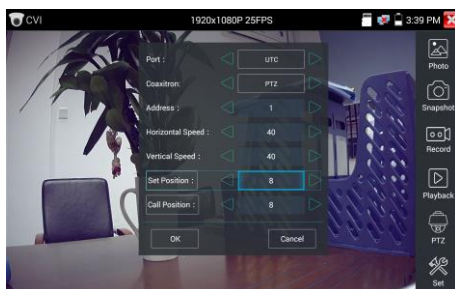 CVI 1920x1080P 25FPS 3:39 PM
Port : UTC
Coaxitron: PTZ
Address : 1
Horizontal Speed : 40
Vertical Speed : 40
Set Position : 8
Call Position : 8
OK Cancel
Photo
Snapshot
Record
Playback
PTZ
Set